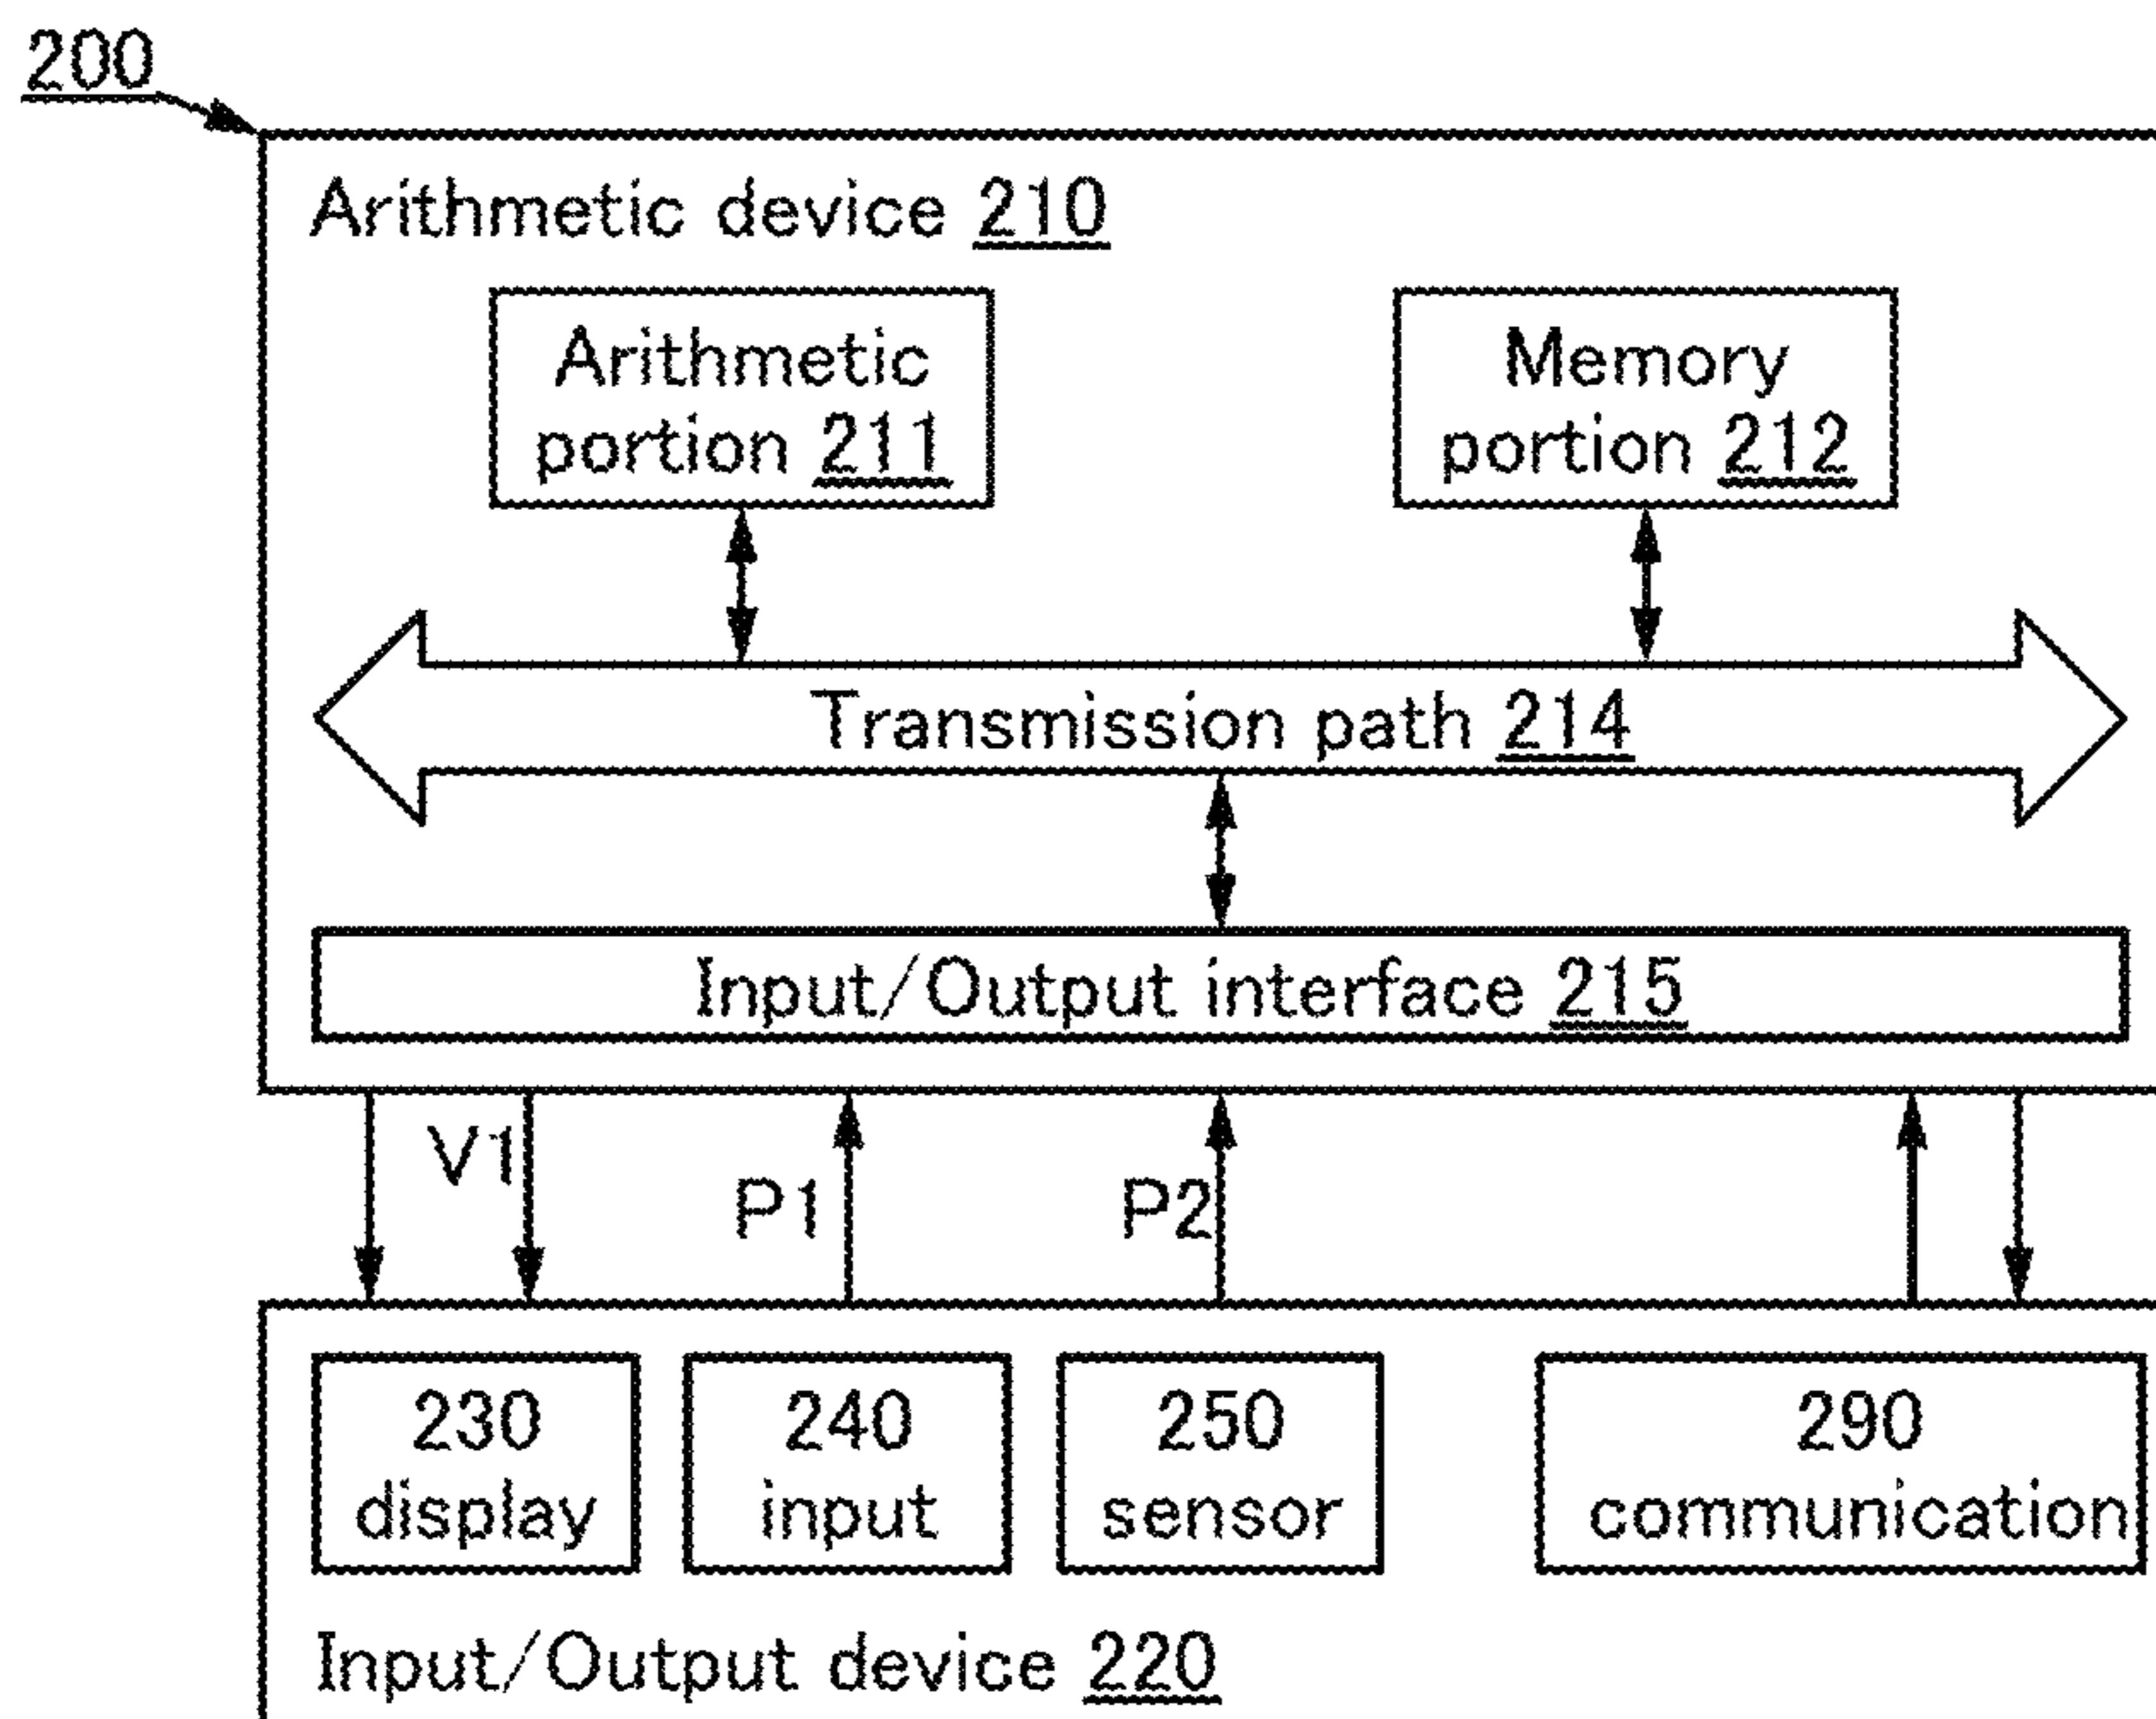 200
Arithmetic device 210
Arithmetic
portion 211
Memory
portion 212
Transmission path 214
Input/Output interface 215
V1
P1
P2
230
display
240
input
250
sensor
290
communication
Input/Output device 220